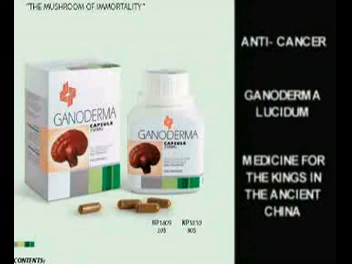 "THE MUSHROOM OF IMMORTALITY"
GANODERMA
CAPSULE
GANODERMA
CAPSULE
CONTENTS:
ANTI- CANCER
GANODERMA
LUCIDUM
MEDICINE FOR
THE KINGS IN
THE ANCIENT
CHINA